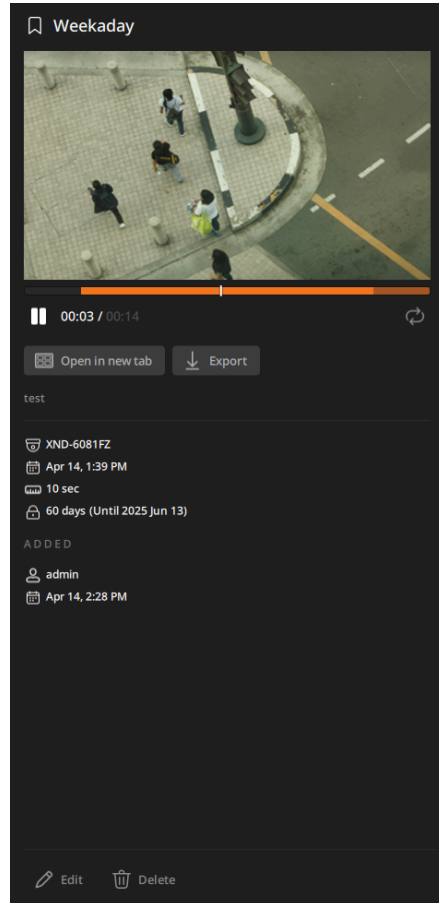 Weekaday
00:03 / 00:14
Open in new tab
Export
test
XND-6081FZ
Apr 14, 1:39 PM
10 sec
60 days (Until 2025 Jun 13)
ADDED
admin
Apr 14, 2:28 PM
Edit
Delete